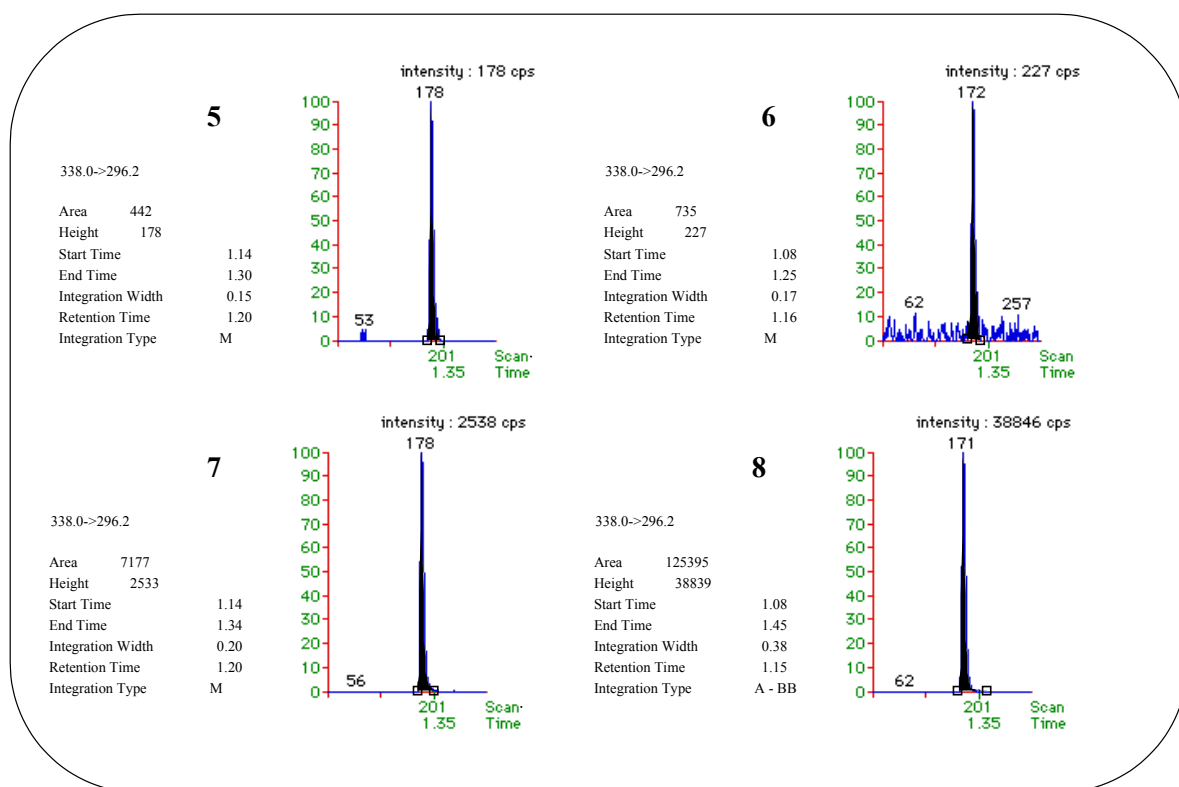 5
338.0->296.2
Area 442
Height 178
Start Time 1.14
End Time 1.30
Integration Width 0.15
Retention Time 1.20
Integration Type M
intensity : 178 cps
178
100
90
80
70
60
50
40
30
20
10
0
53
201 Scan
1.35 Time
6
338.0->296.2
Area 735
Height 227
Start Time 1.08
End Time 1.25
Integration Width 0.17
Retention Time 1.16
Integration Type M
intensity : 227 cps
172
100
90
80
70
60
50
40
30
20
10
0
62
257
201 Scan
1.35 Time
7
338.0->296.2
Area 7177
Height 2533
Start Time 1.14
End Time 1.34
Integration Width 0.20
Retention Time 1.20
Integration Type M
intensity : 2538 cps
178
100
90
80
70
60
50
40
30
20
10
0
56
201 Scan
1.35 Time
8
338.0->296.2
Area 125395
Height 38839
Start Time 1.08
End Time 1.45
Integration Width 0.38
Retention Time 1.15
Integration Type A - BB
intensity : 38846 cps
171
100
90
80
70
60
50
40
30
20
10
0
62
201 Scan
1.35 Time